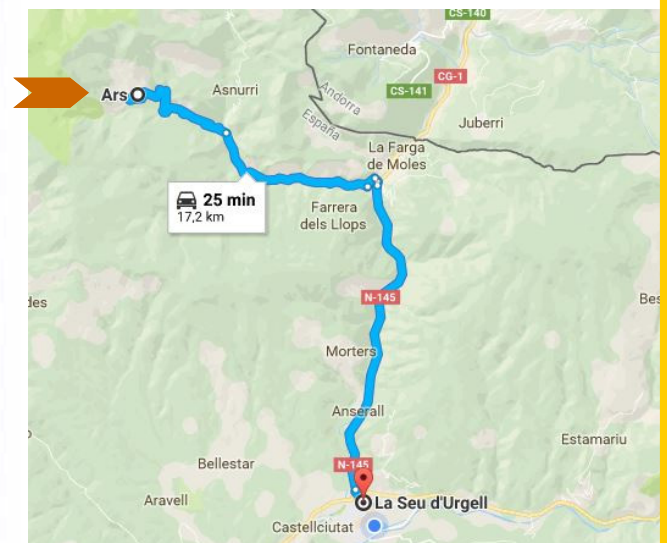 CS-140
Fontaneda
CG-1
Ars
Asnurri
CS-141
Andorra
España
Juberri
La Farga
de Moles
25 min
17,2 km
Farrera
dels Llops
des
N-145
Bes
Morters
Anserall
Estamariu
Bellestar
N-145
Aravell
La Seu d'Urgell
Castellciutat